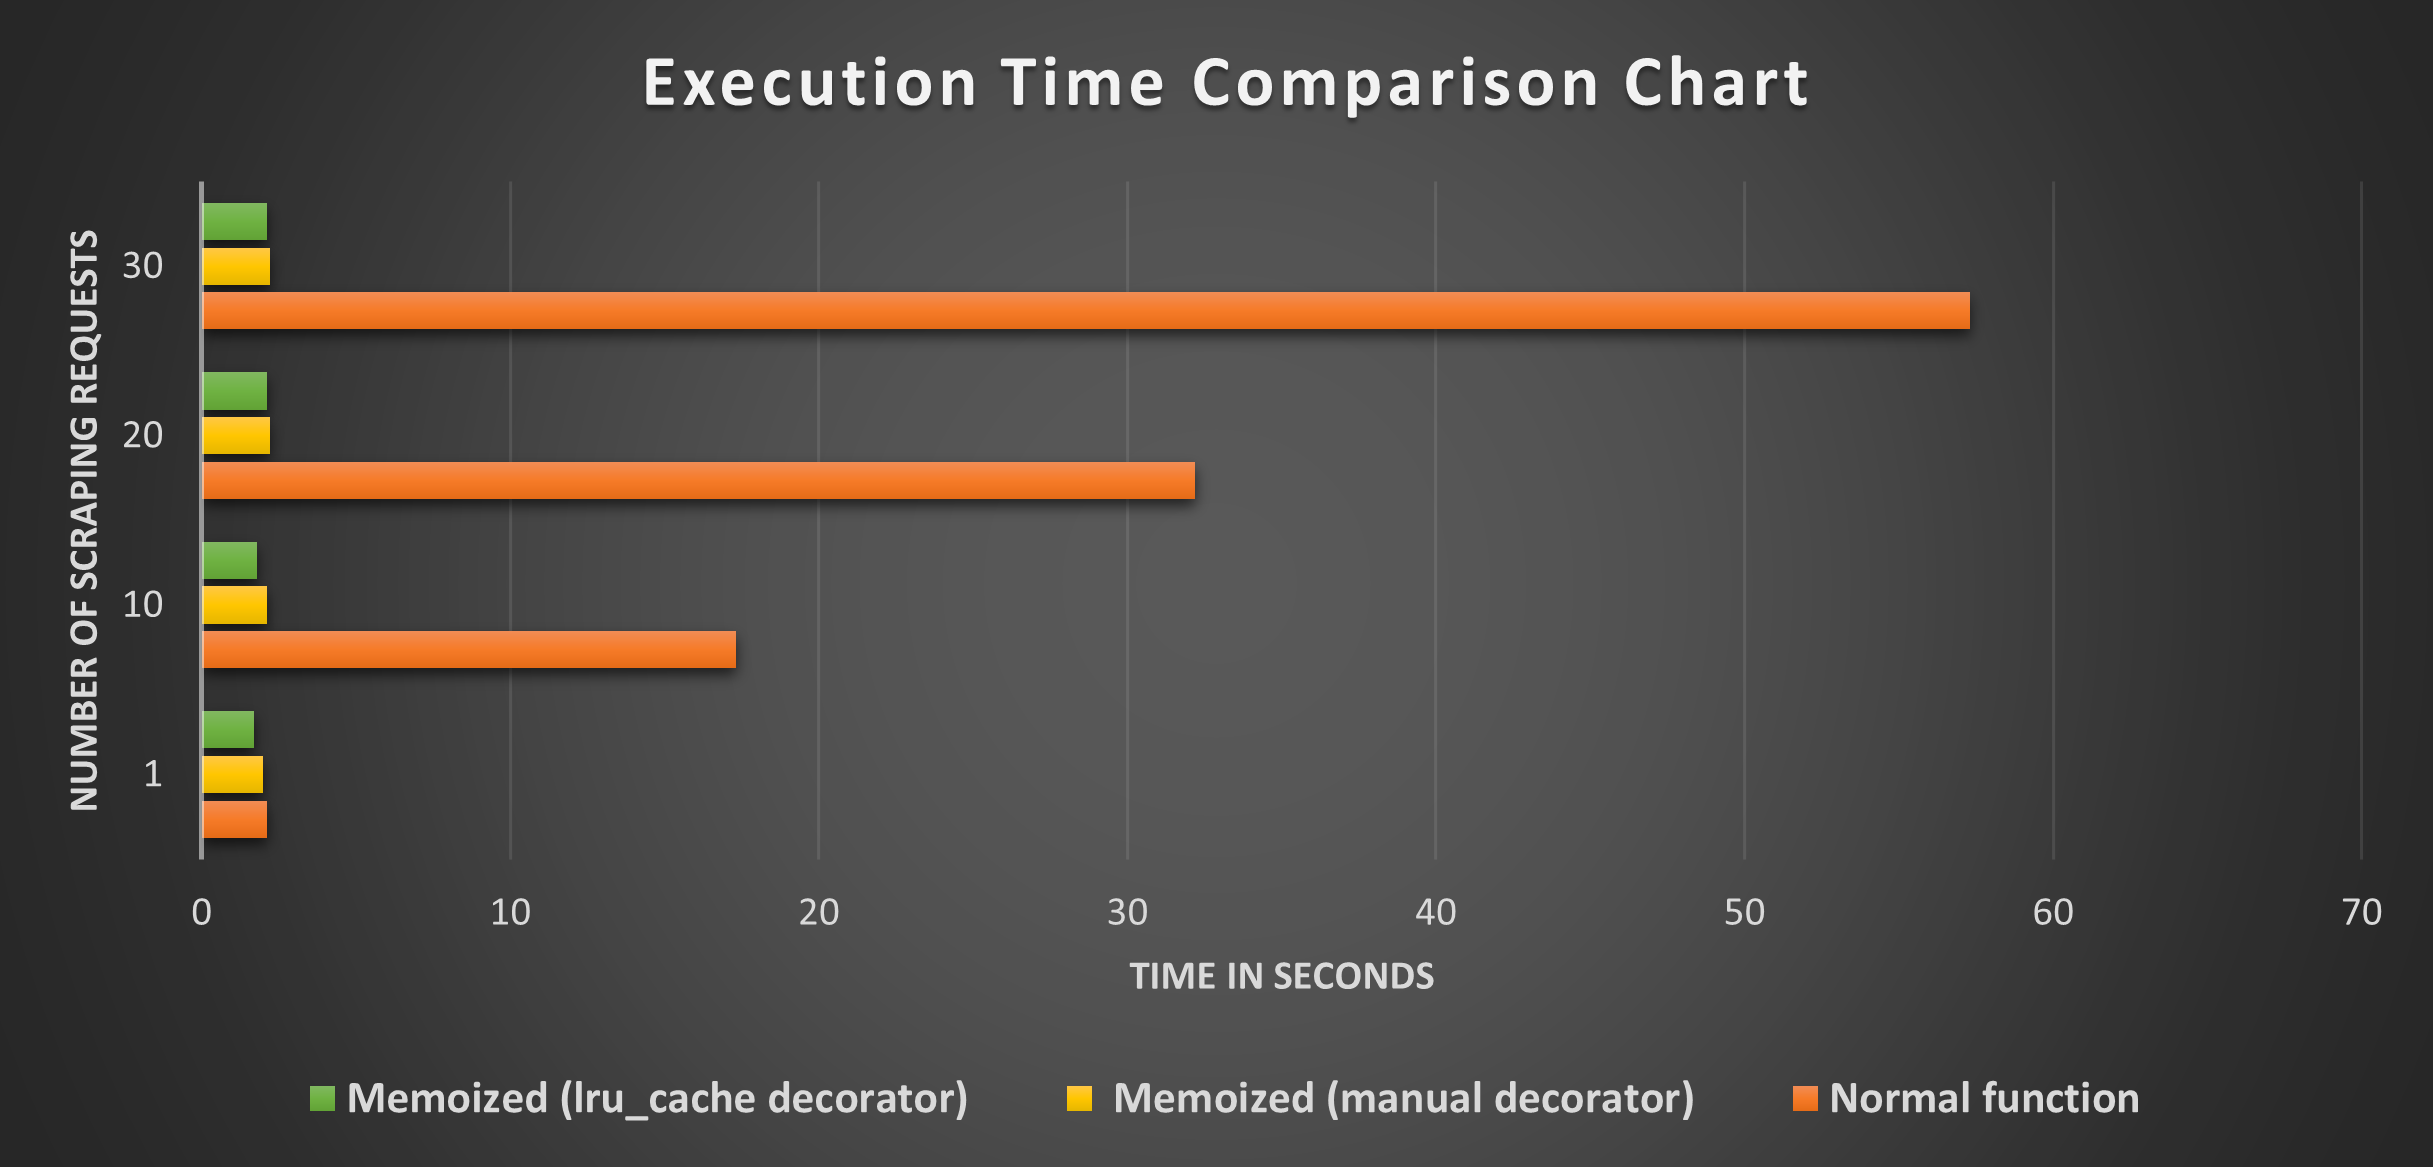 Execution Time Comparison Chart
NUMBER OF SCRAPING REQUESTS
30
20
10
1
0 10 20 30 40 50 60 70
TIME IN SECONDS
Memoized (lru_cache decorator) Memoized (manual decorator) Normal function